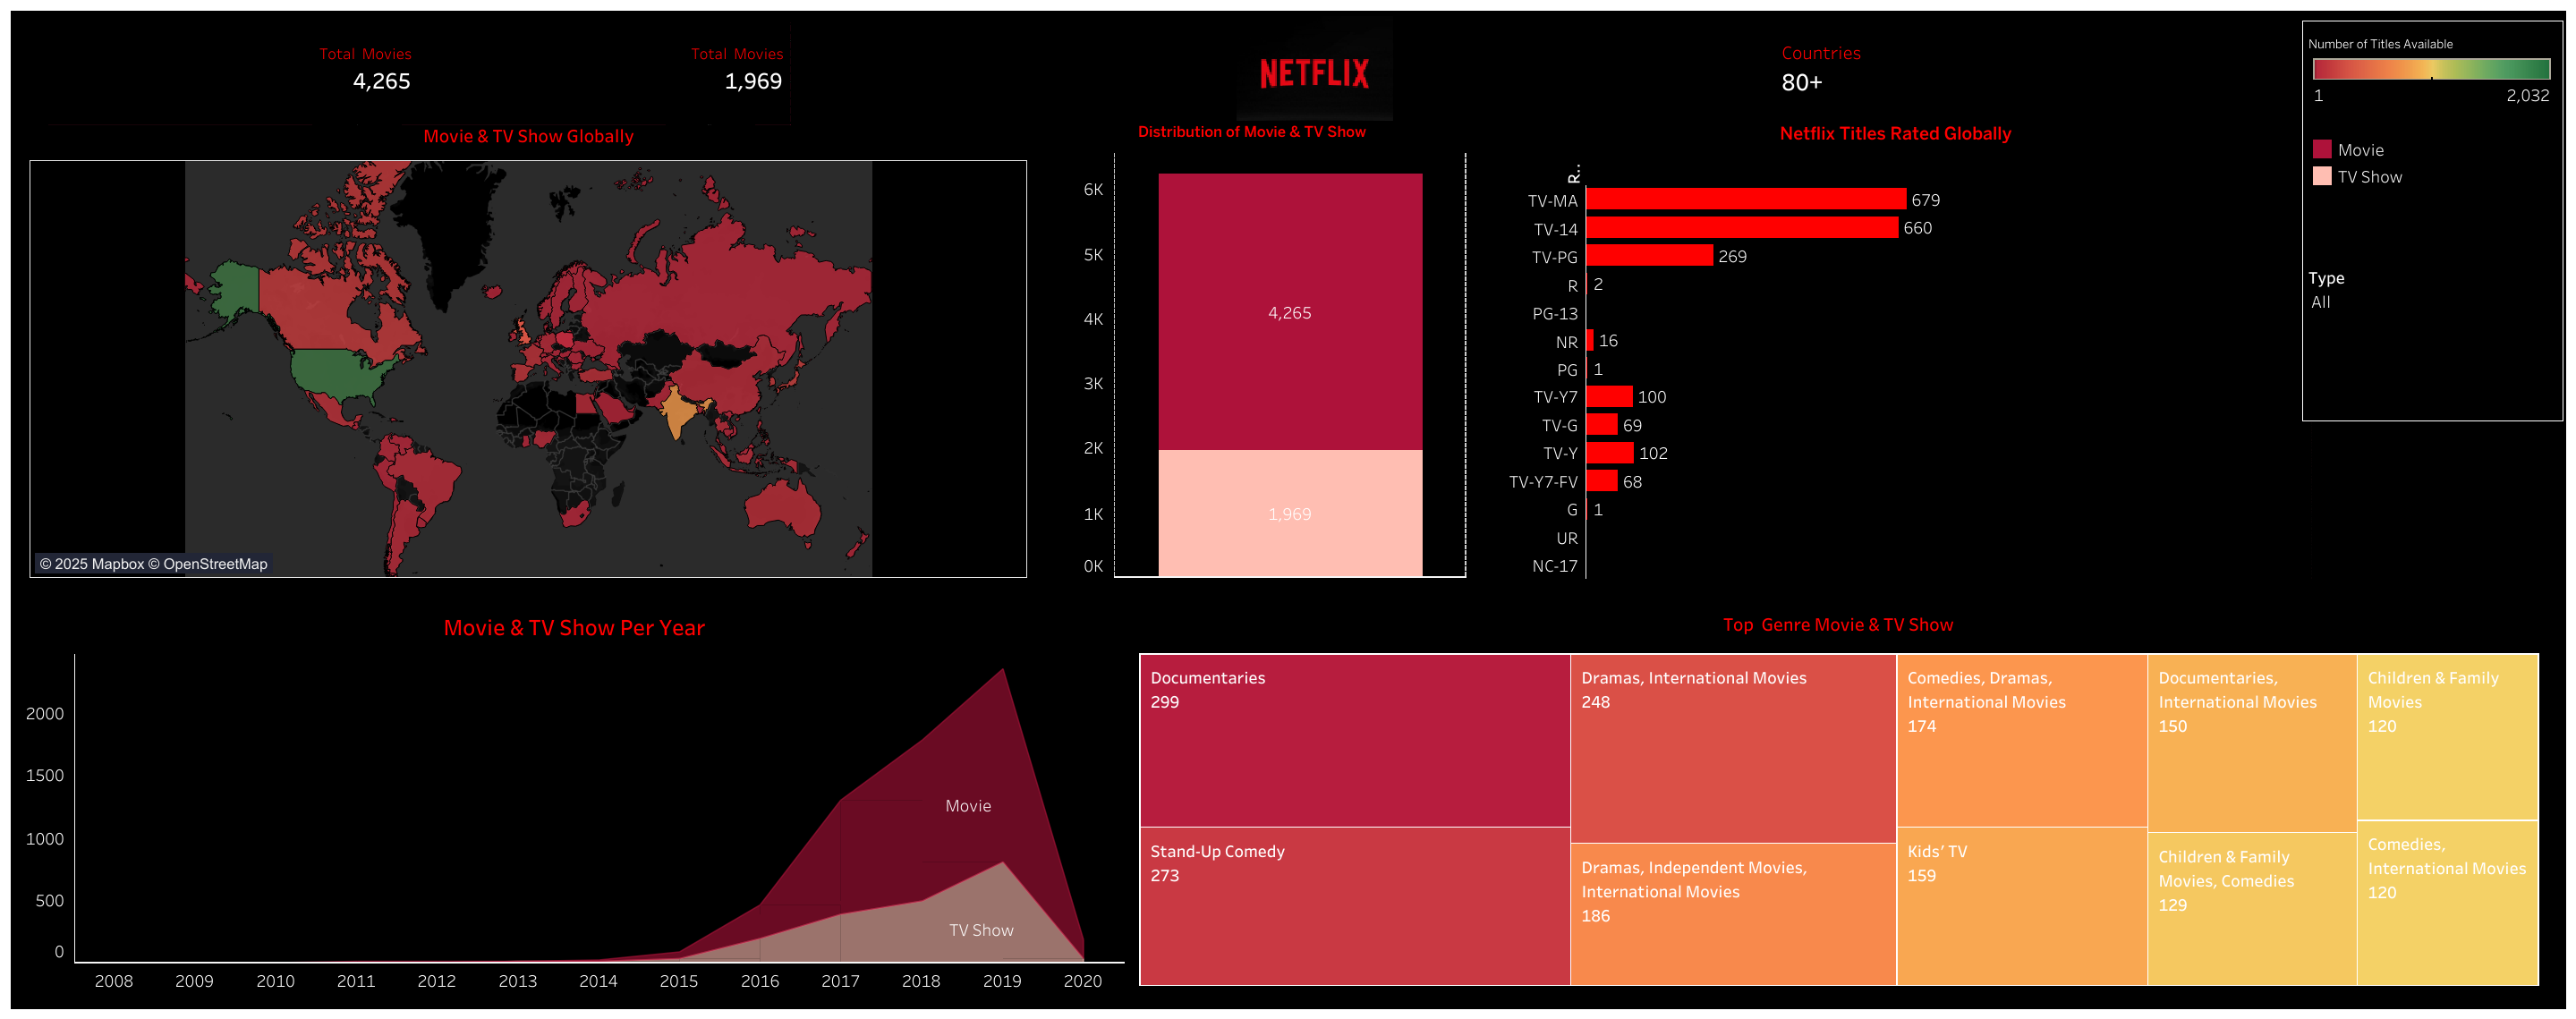 Total Movies
4,265
Total Movies
1,969
NETFLIX
Countries
80+
Number of Titles Available
1
2,032
Movie
TV Show
Type
All
Movie & TV Show Globally
© 2025 Mapbox © OpenStreetMap
Distribution of Movie & TV Show
6K
5K
4K
3K
2K
1K
0K
4,265
1,969
Netflix Titles Rated Globally
R..
TV-MA 679
TV-14 660
TV-PG 269
R 2
PG-13
NR 16
PG 1
TV-Y7 100
TV-G 69
TV-Y 102
TV-Y7-FV 68
G 1
UR
NC-17
Movie & TV Show Per Year
2000
1500
1000
500
0
Movie
TV Show
2008 2009 2010 2011 2012 2013 2014 2015 2016 2017 2018 2019 2020
Top Genre Movie & TV Show
Documentaries
299
Stand-Up Comedy
273
Dramas, International Movies
248
Dramas, Independent Movies,
International Movies
186
Comedies, Dramas,
International Movies
174
Kids' TV
159
Documentaries,
International Movies
150
Children & Family
Movies, Comedies
129
Children & Family
Movies
120
Comedies,
International Movies
120